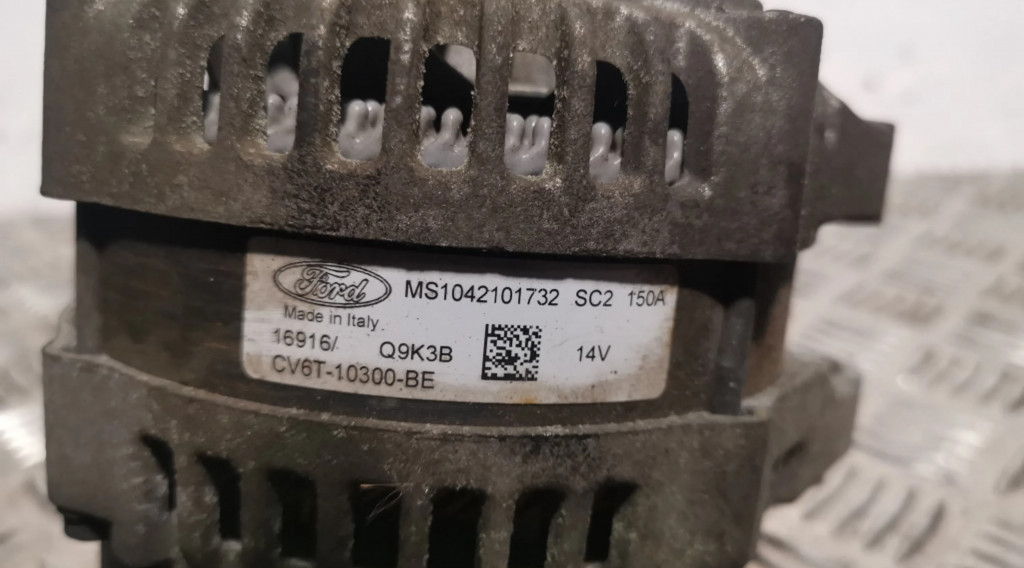 Ford MS1042101732 SC2 150A
Made in Italy
16916/ Q9K3B 14V
CV6T-10300-BE